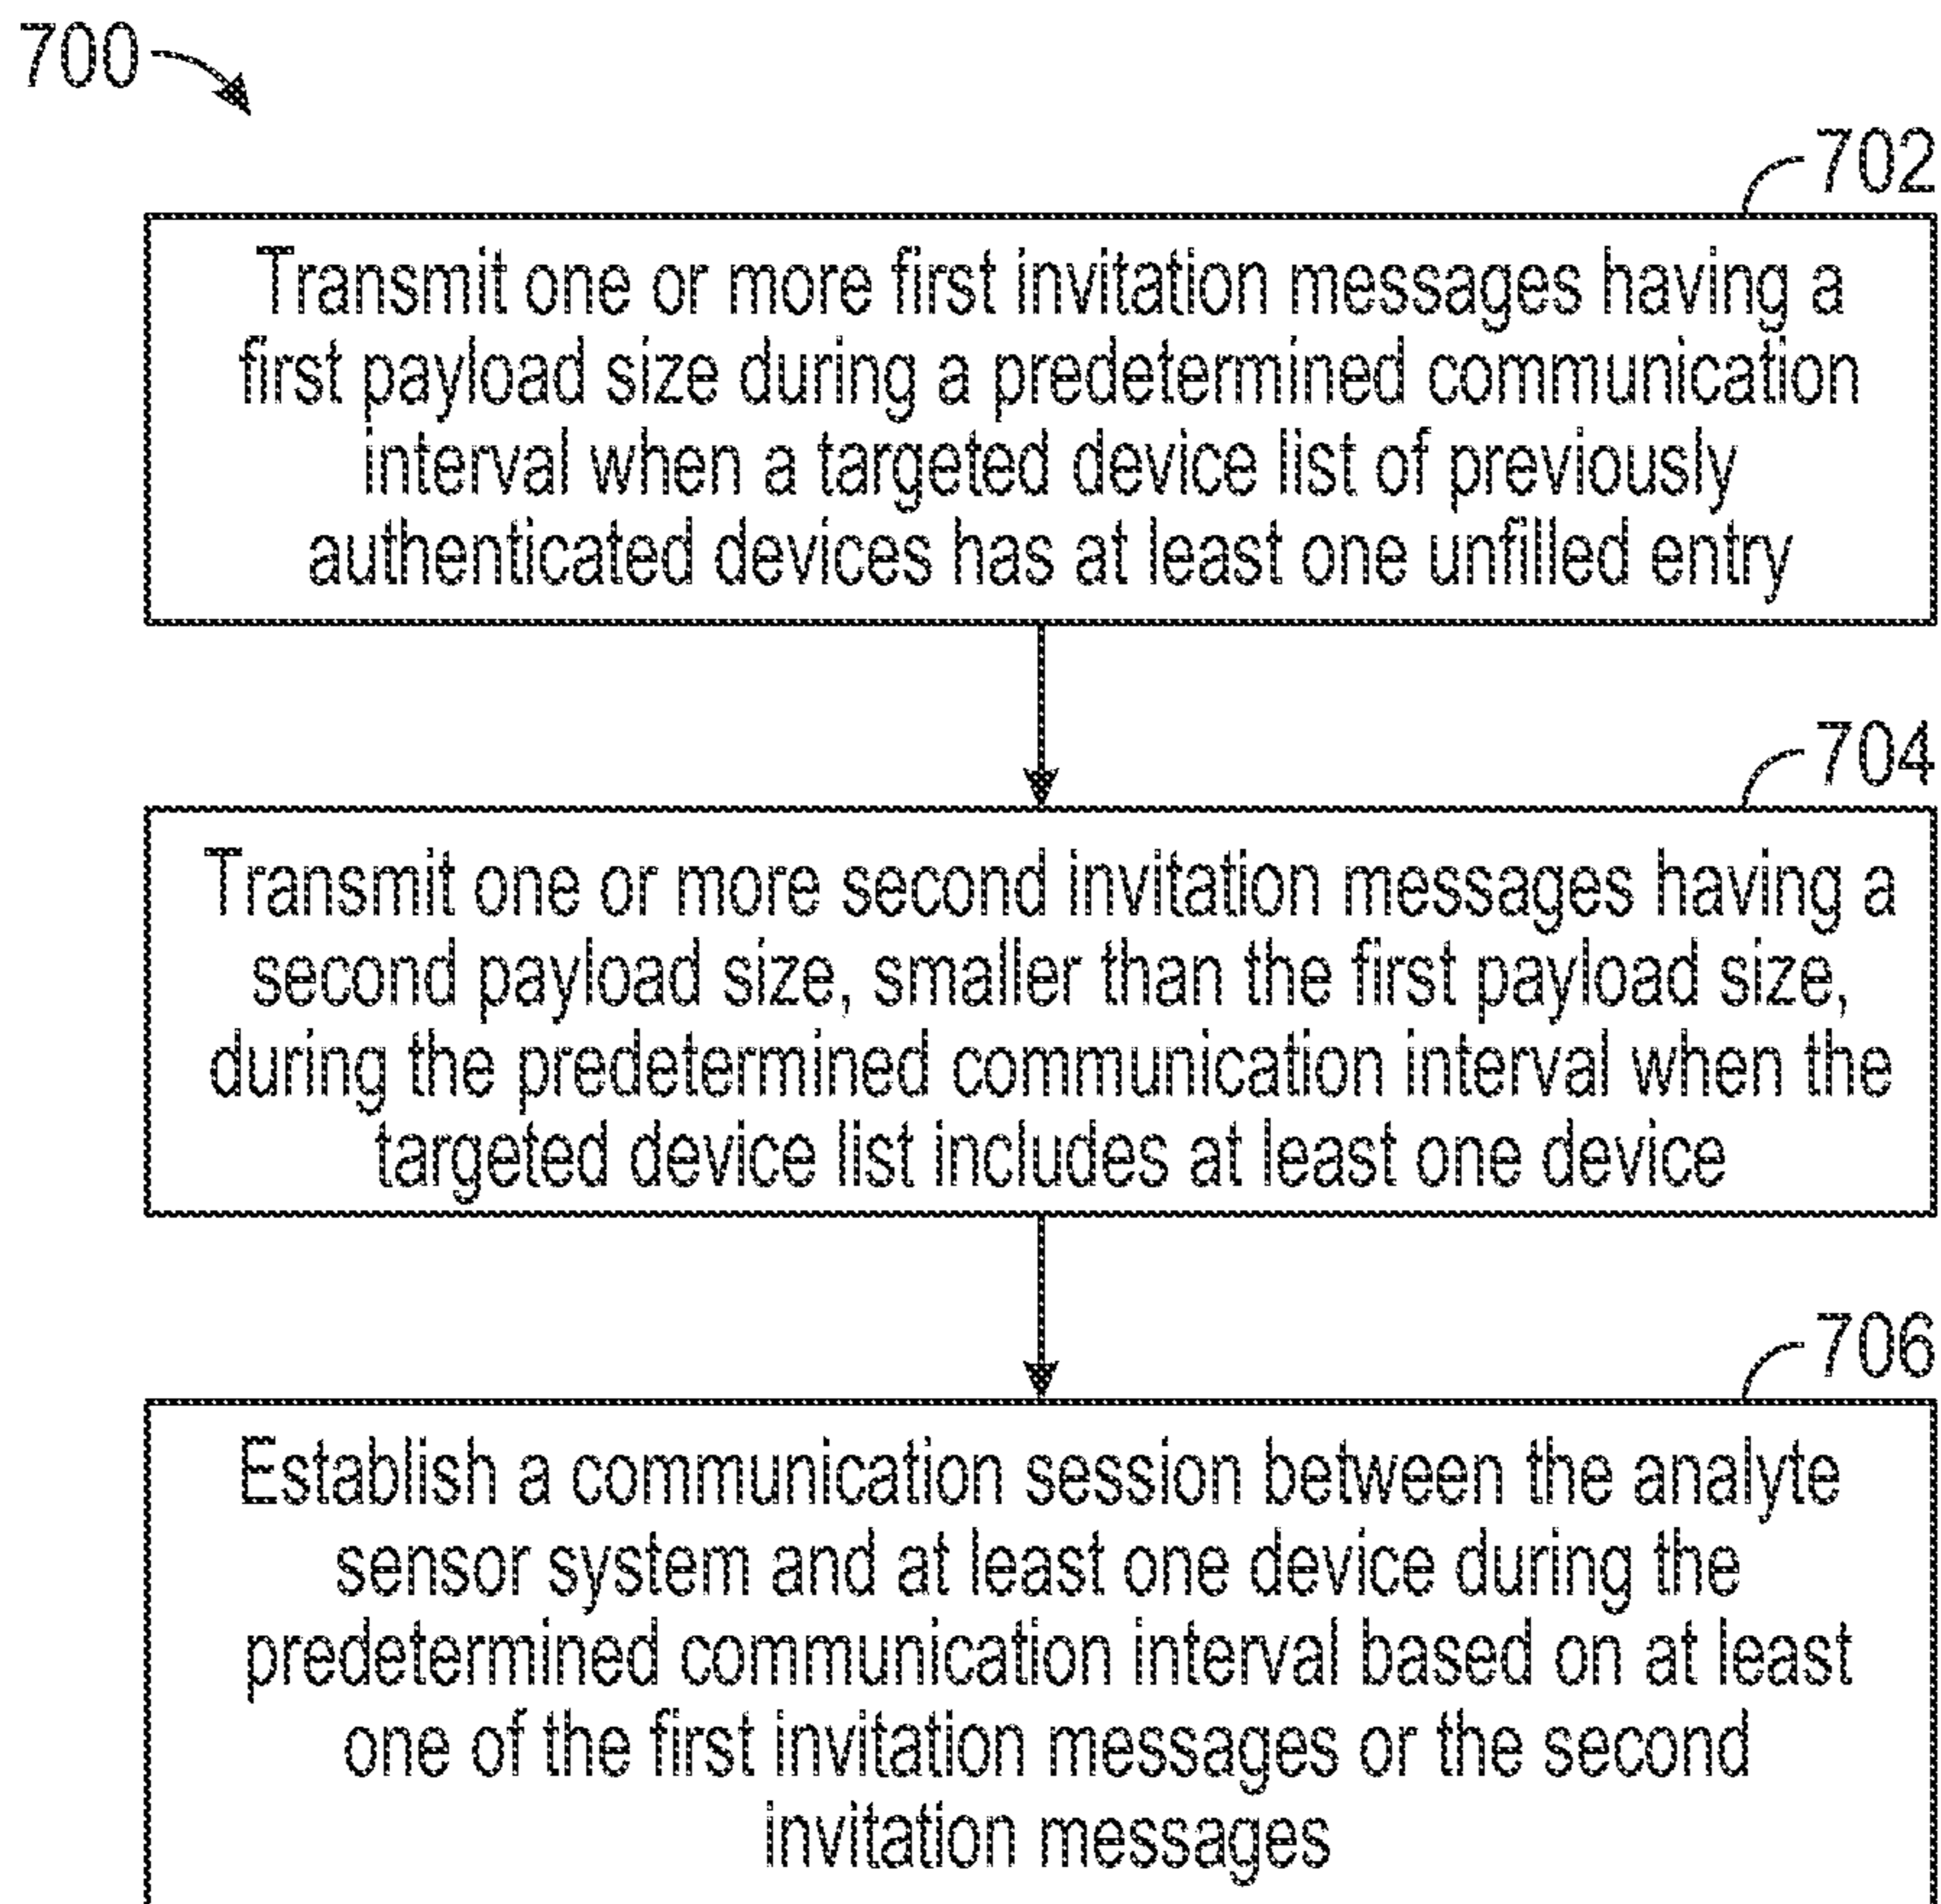 700
702
Transmit one or more first invitation messages having a
first payload size during a predetermined communication
interval when a targeted device list of previously
authenticated devices has at least one unfilled entry
704
Transmit one or more second invitation messages having a
second payload size, smaller than the first payload size,
during the predetermined communication interval when the
targeted device list includes at least one device
706
Establish a communication session between the analyte
sensor system and at least one device during the
predetermined communication interval based on at least
one of the first invitation messages or the second
invitation messages